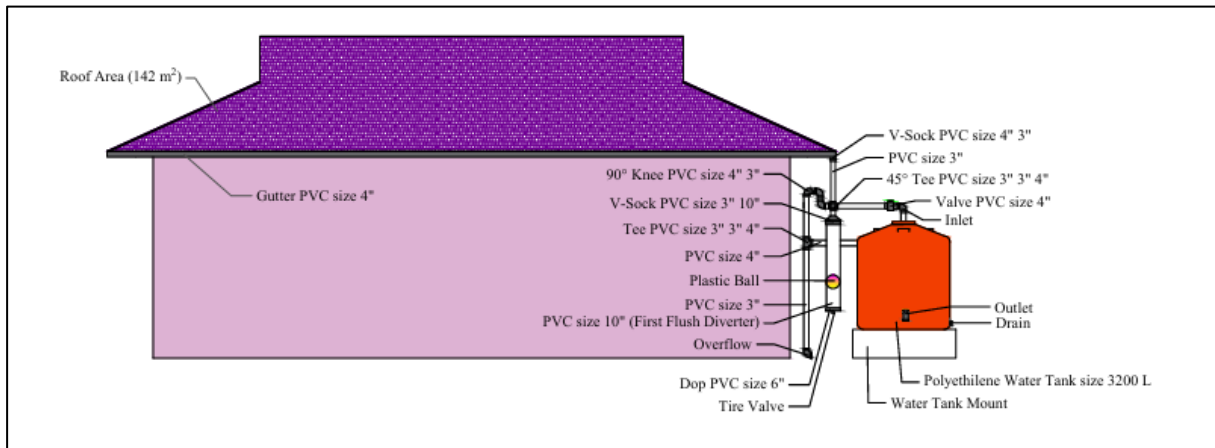 Roof Area (142 m²)
Gutter PVC size 4"
V-Sock PVC size 4" 3"
PVC size 3"
90° Knee PVC size 4" 3"
45° Tee PVC size 3" 3" 4"
V-Sock PVC size 3" 10"
Valve PVC size 4"
Inlet
Tee PVC size 3" 3" 4"
PVC size 4"
Plastic Ball
PVC size 3"
PVC size 10" (First Flush Diverter)
Overflow
Outlet
Drain
Dop PVC size 6"
Tire Valve
Polyethilene Water Tank size 3200 L
Water Tank Mount